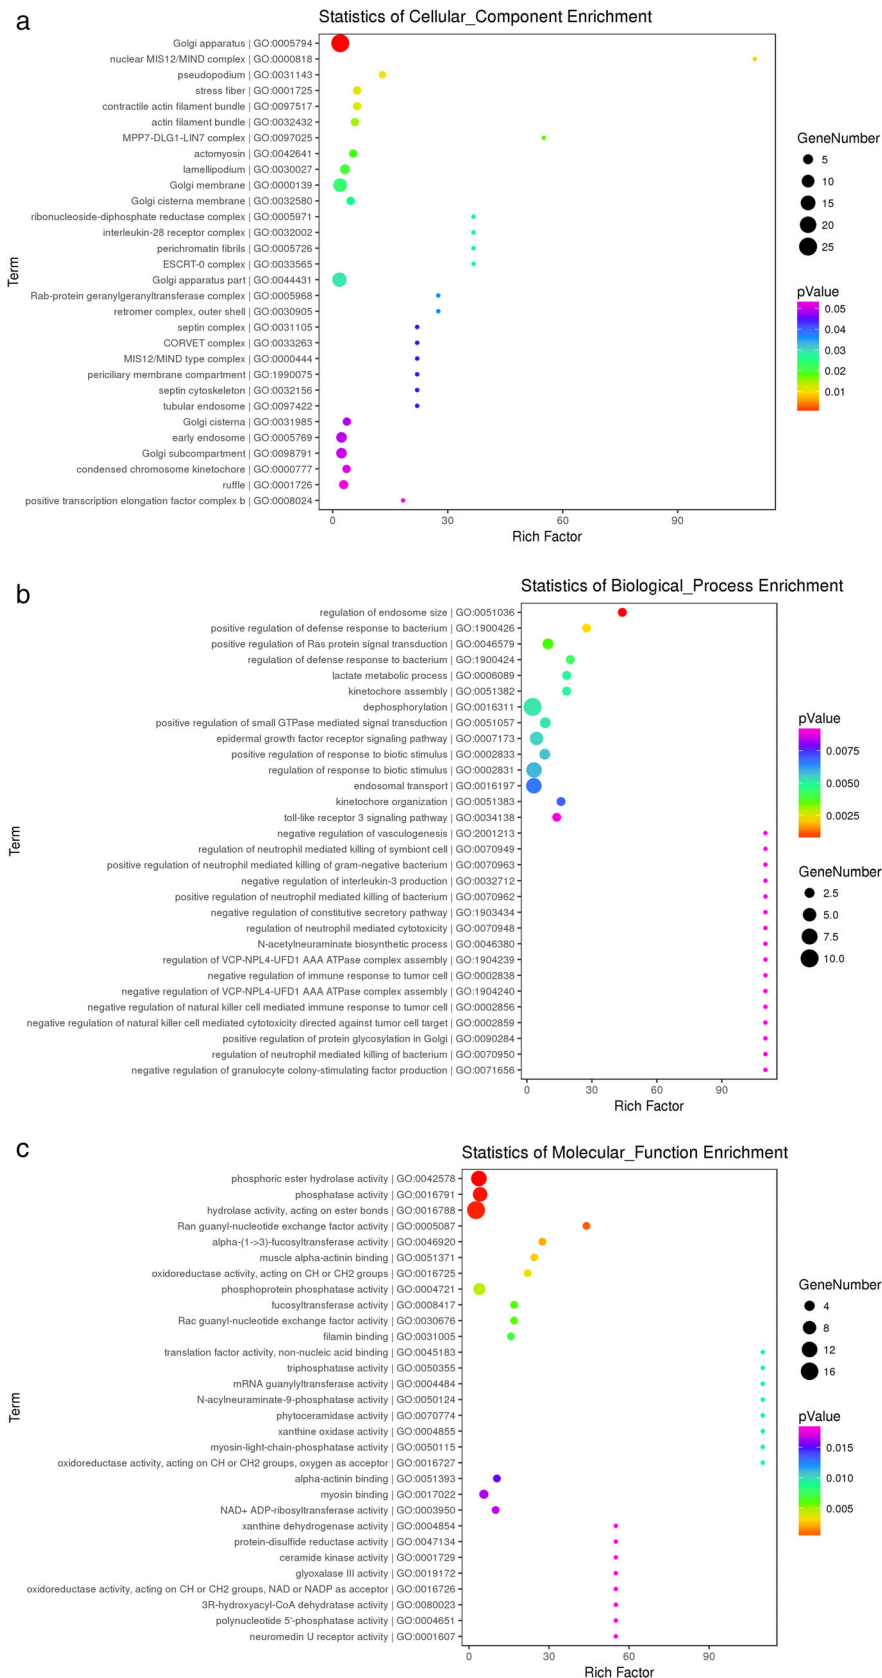 a
Statistics of Cellular_Component Enrichment
Golgi apparatus | GO:0005794
nuclear MIS12/MIND complex | GO:0000818
pseudopodium | GO:0031143
stress fiber | GO:0001725
contractile actin filament bundle | GO:0097517
actin filament bundle | GO:0032432
MPP7-DLG1-LIN7 complex | GO:0097025
actomyosin | GO:0042641
lamellipodium | GO:0030027
Golgi membrane | GO:0000139
Golgi cisterna membrane | GO:0032580
ribonucleoside-diphosphate reductase complex | GO:0005971
interleukin-28 receptor complex | GO:0032002
perichromatin fibrils | GO:0005726
ESCRT-0 complex | GO:0033565
Golgi apparatus part | GO:0044431
Rab-protein geranylgeranyltransferase complex | GO:0005968
retromer complex, outer shell | GO:0030905
septin complex | GO:0031105
CORVET complex | GO:0033263
MIS12/MIND type complex | GO:0000444
periciliary membrane compartment | GO:1990075
septin cytoskeleton | GO:0032156
tubular endosome | GO:0097422
Golgi cisterna | GO:0031985
early endosome | GO:0005769
Golgi subcompartment | GO:0098791
condensed chromosome kinetochore | GO:0000777
ruffle | GO:0001726
positive transcription elongation factor complex b | GO:0008024
Term
0 30 60 90
Rich Factor
GeneNumber
5
10
15
20
25
pValue
0.05
0.04
0.03
0.02
0.01
b
Statistics of Biological_Process Enrichment
regulation of endosome size | GO:0051036
positive regulation of defense response to bacterium | GO:1900426
positive regulation of Ras protein signal transduction | GO:0046579
regulation of defense response to bacterium | GO:1900424
lactate metabolic process | GO:0006089
kinetochore assembly | GO:0051382
dephosphorylation | GO:0016311
positive regulation of small GTPase mediated signal transduction | GO:0051057
epidermal growth factor receptor signaling pathway | GO:0007173
positive regulation of response to biotic stimulus | GO:0002833
regulation of response to biotic stimulus | GO:0002831
endosomal transport | GO:0016197
kinetochore organization | GO:0051383
toll-like receptor 3 signaling pathway | GO:0034138
negative regulation of vasculogenesis | GO:2001213
regulation of neutrophil mediated killing of symbiont cell | GO:0070949
positive regulation of neutrophil mediated killing of gram-negative bacterium | GO:0070963
negative regulation of interleukin-3 production | GO:0032712
positive regulation of neutrophil mediated killing of bacterium | GO:0070962
negative regulation of constitutive secretory pathway | GO:1903434
regulation of neutrophil mediated cytotoxicity | GO:0070948
N-acetylneuraminate biosynthetic process | GO:0046380
regulation of VCP-NPL4-UFD1 AAA ATPase complex assembly | GO:1904239
negative regulation of immune response to tumor cell | GO:0002838
negative regulation of VCP-NPL4-UFD1 AAA ATPase complex assembly | GO:1904240
negative regulation of natural killer cell mediated immune response to tumor cell | GO:0002856
negative regulation of natural killer cell mediated cytotoxicity directed against tumor cell target | GO:0002859
positive regulation of protein glycosylation in Golgi | GO:0090284
regulation of neutrophil mediated killing of bacterium | GO:0070950
negative regulation of granulocyte colony-stimulating factor production | GO:0071656
Term
0 30 60 90
Rich Factor
pValue
0.0075
0.0050
0.0025
GeneNumber
2.5
5.0
7.5
10.0
c
Statistics of Molecular_Function Enrichment
phosphoric ester hydrolase activity | GO:0042578
phosphatase activity | GO:0016791
hydrolase activity, acting on ester bonds | GO:0016788
Ran guanyl-nucleotide exchange factor activity | GO:0005087
alpha-(1->3)-fucosyltransferase activity | GO:0046920
muscle alpha-actinin binding | GO:0051371
oxidoreductase activity, acting on CH or CH2 groups | GO:0016725
phosphoprotein phosphatase activity | GO:0004721
fucosyltransferase activity | GO:0008417
Rac guanyl-nucleotide exchange factor activity | GO:0030676
filamin binding | GO:0031005
translation factor activity, non-nucleic acid binding | GO:0045183
triphosphatase activity | GO:0050355
mRNA guanylyltransferase activity | GO:0004484
N-acylneuraminate-9-phosphatase activity | GO:0050124
phytoceramidase activity | GO:0070774
xanthine oxidase activity | GO:0004855
myosin-light-chain-phosphatase activity | GO:0050115
oxidoreductase activity, acting on CH or CH2 groups, oxygen as acceptor | GO:0016727
alpha-actinin binding | GO:0051393
myosin binding | GO:0017022
NAD+ ADP-ribosyltransferase activity | GO:0003950
xanthine dehydrogenase activity | GO:0004854
protein-disulfide reductase activity | GO:0047134
ceramide kinase activity | GO:0001729
glyoxalase III activity | GO:0019172
oxidoreductase activity, acting on CH or CH2 groups, NAD or NADP as acceptor | GO:0016726
3R-hydroxyacyl-CoA dehydratase activity | GO:0080023
polynucleotide 5'-phosphatase activity | GO:0004651
neuromedin U receptor activity | GO:0001607
Term
0 30 60 90
Rich Factor
GeneNumber
4
8
12
16
pValue
0.015
0.010
0.005